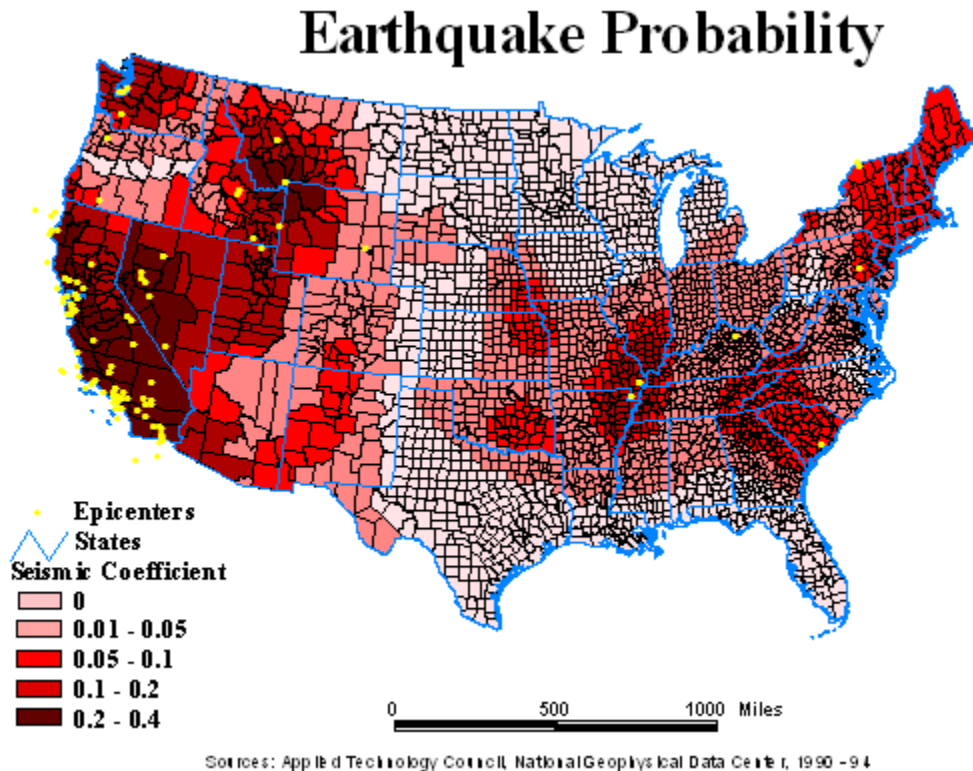 Earthquake Probability
Epicenters
States
Seismic Coefficient
0
0.01 - 0.05
0.05 - 0.1
0.1 - 0.2
0.2 - 0.4
0 500 1000 Miles
Sources: Applied Technology Council, National Geophysical Data Center, 1990 - 94